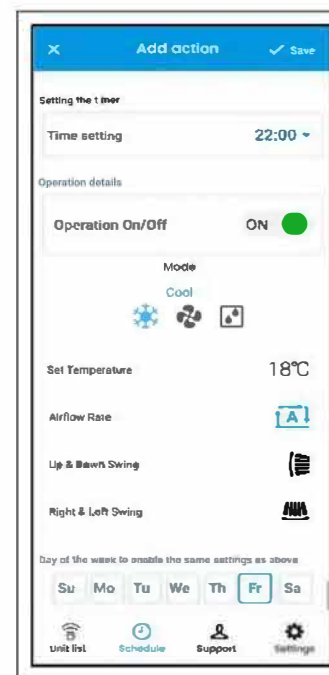 × Add action ✓ Save
Setting the timer
Time setting 22:00
Operation details
Operation On/Off ON
Mode
Cool
Set Temperature 18°C
Airflow Rate A
Up & Down Swing
Right & Left Swing
Day of the week to enable the same settings as above
Su Mo Tu We Th Fr Sa
Unit list Schedule Support Settings